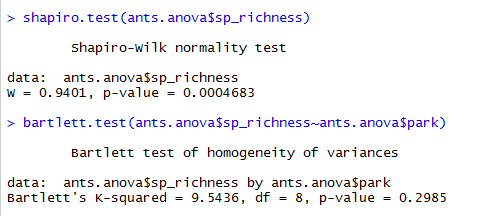 > shapiro.test(ants.anova$sp_richness)
Shapiro-Wilk normality test
data:  ants.anova$sp_richness
W = 0.9401, p-value = 0.0004683
> bartlett.test(ants.anova$sp_richness~ants.anova$park)
Bartlett test of homogeneity of variances
data:  ants.anova$sp_richness by ants.anova$park
Bartlett's K-squared = 9.5436, df = 8, p-value = 0.2985